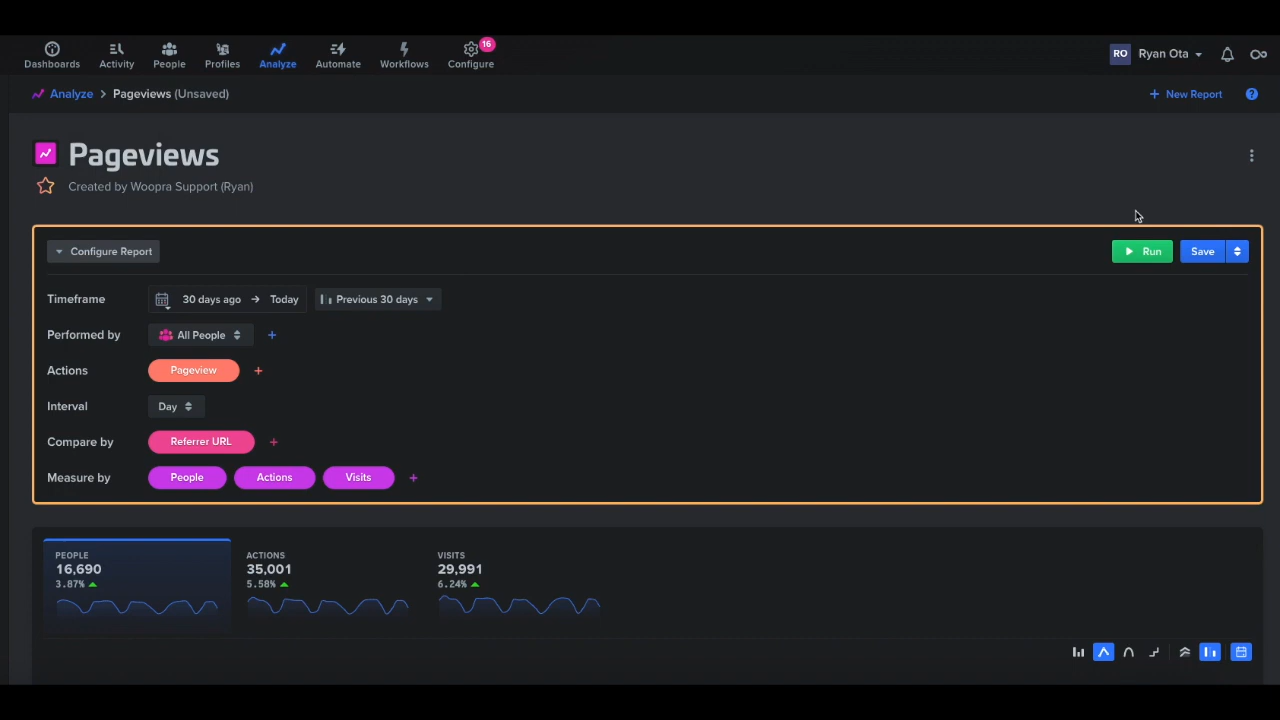 Dashboards Activity People Profiles Analyze Automate Workflows Configure 16 RO Ryan Ota
Analyze > Pageviews (Unsaved) + New Report ?
Pageviews
Created by Woopra Support (Ryan)
Configure Report Run Save
Timeframe 30 days ago → Today Previous 30 days
Performed by All People +
Actions Pageview +
Interval Day
Compare by Referrer URL +
Measure by People Actions Visits +
PEOPLE ACTIONS VISITS
16,690 35,001 29,991
3.87% 5.58% 6.24%